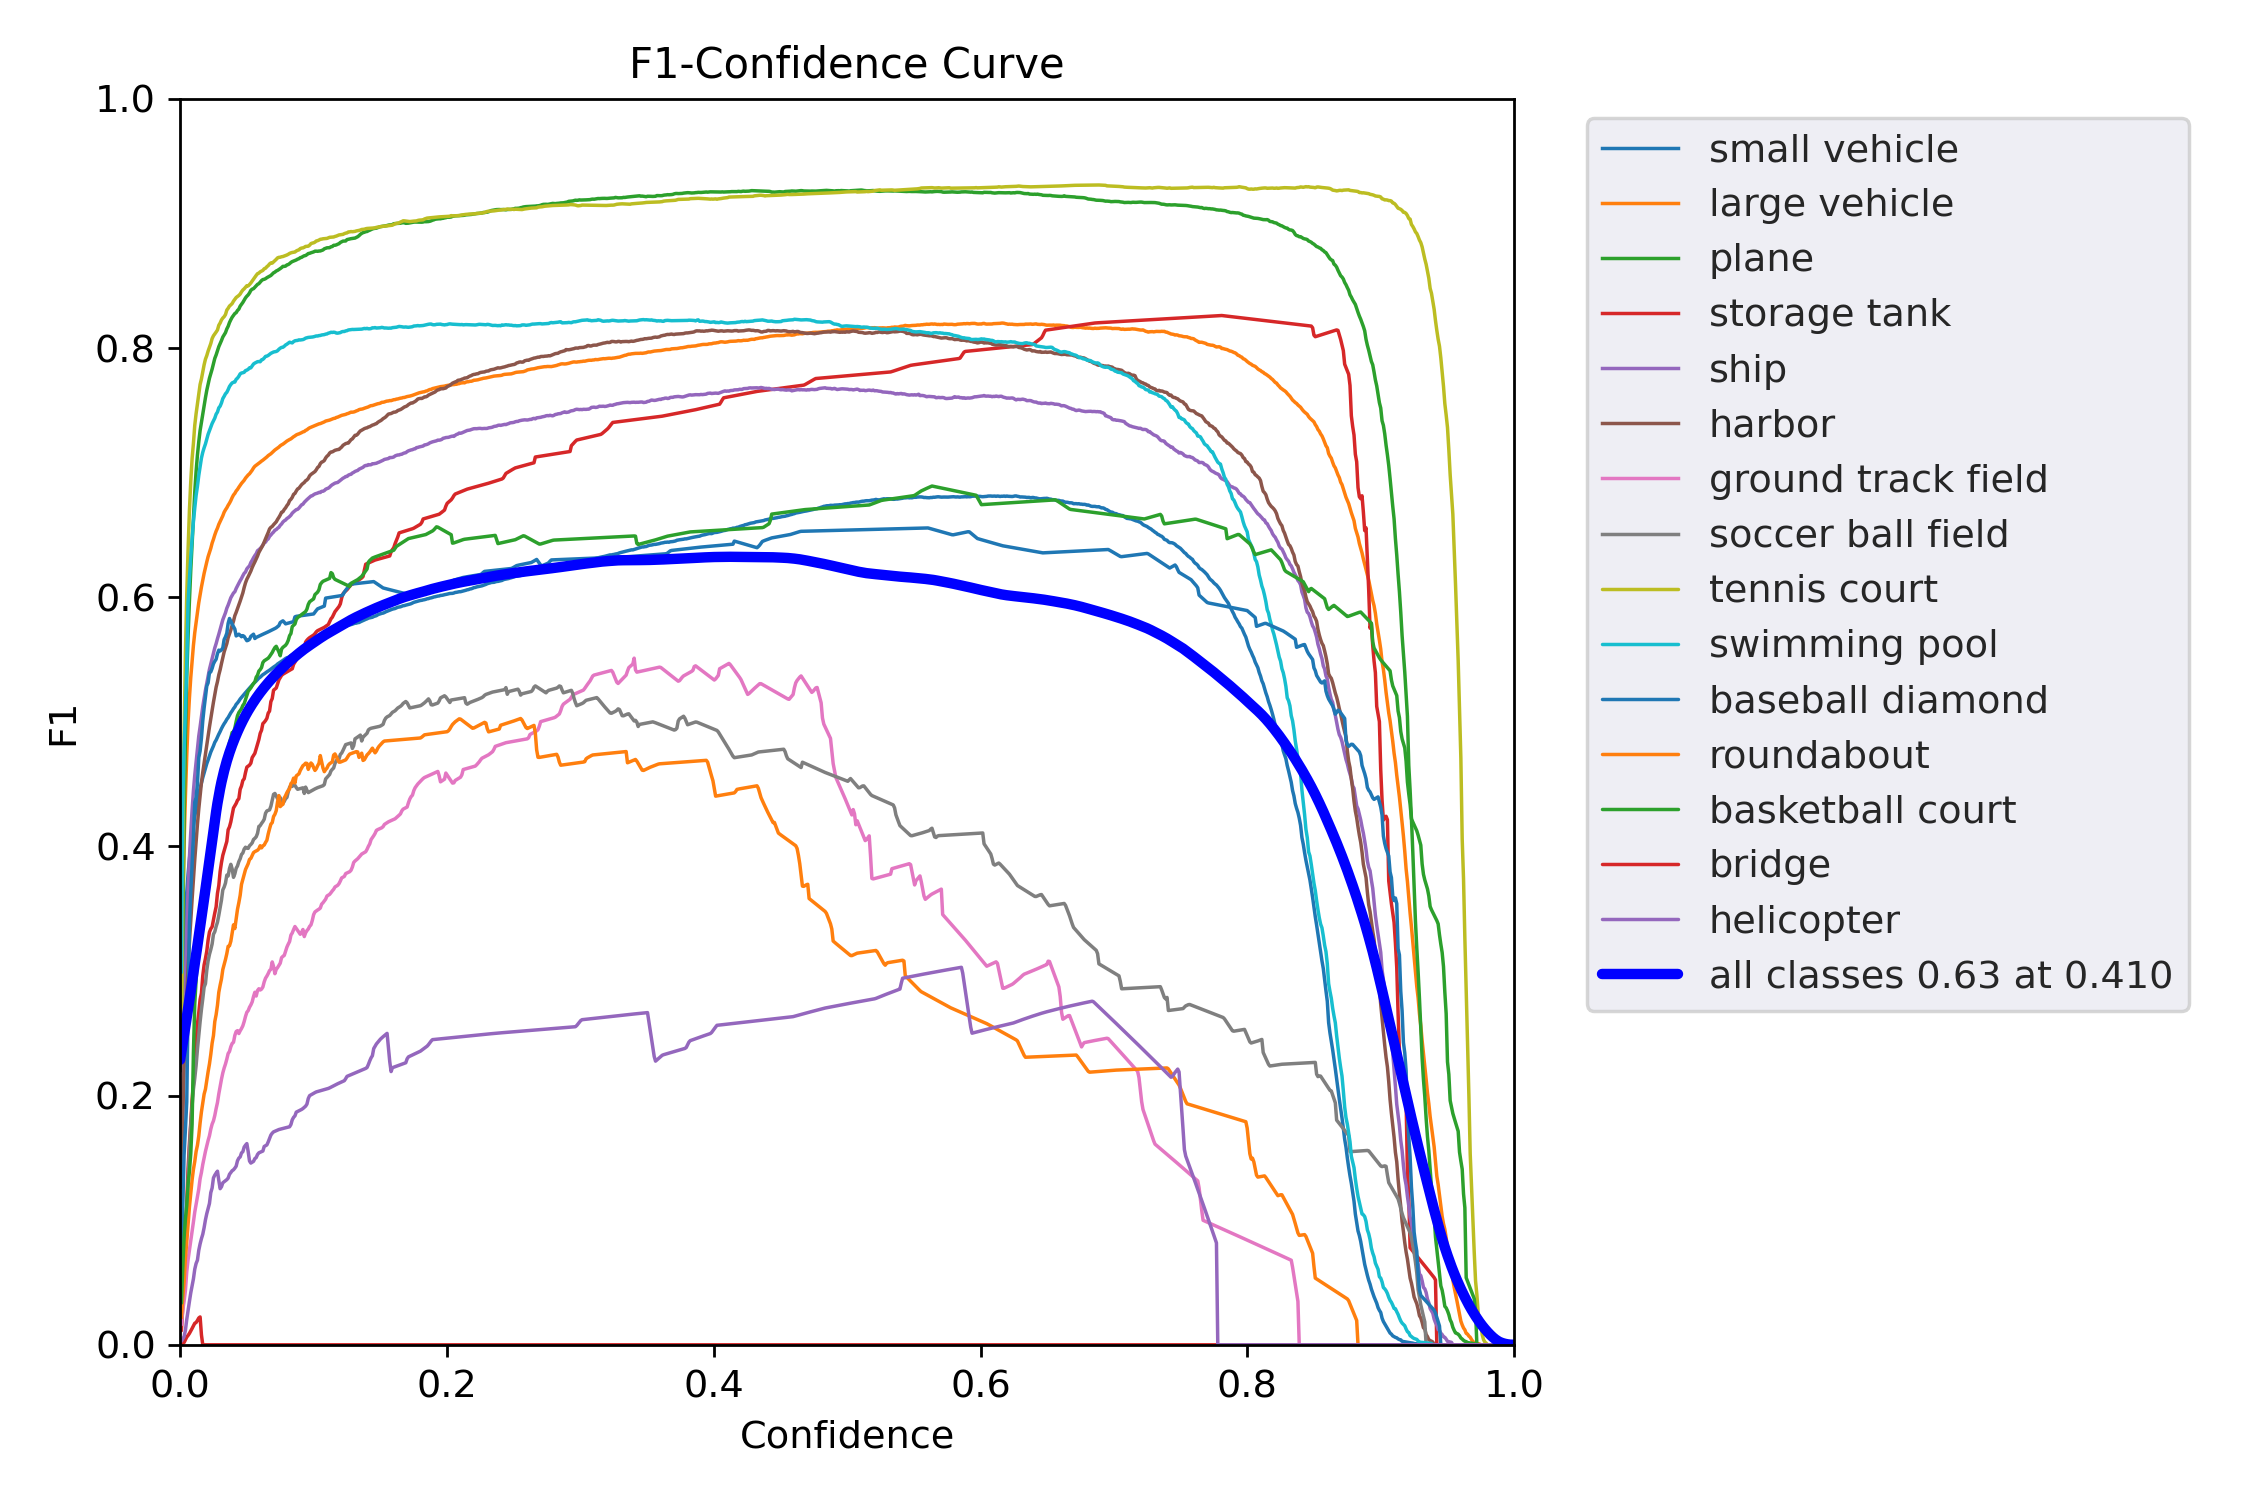 F1-Confidence Curve
1.0
0.8
0.6
0.4
0.2
0.0
F1
0.0 0.2 0.4 0.6 0.8 1.0
Confidence
small vehicle
large vehicle
plane
storage tank
ship
harbor
ground track field
soccer ball field
tennis court
swimming pool
baseball diamond
roundabout
basketball court
bridge
helicopter
all classes 0.63 at 0.410